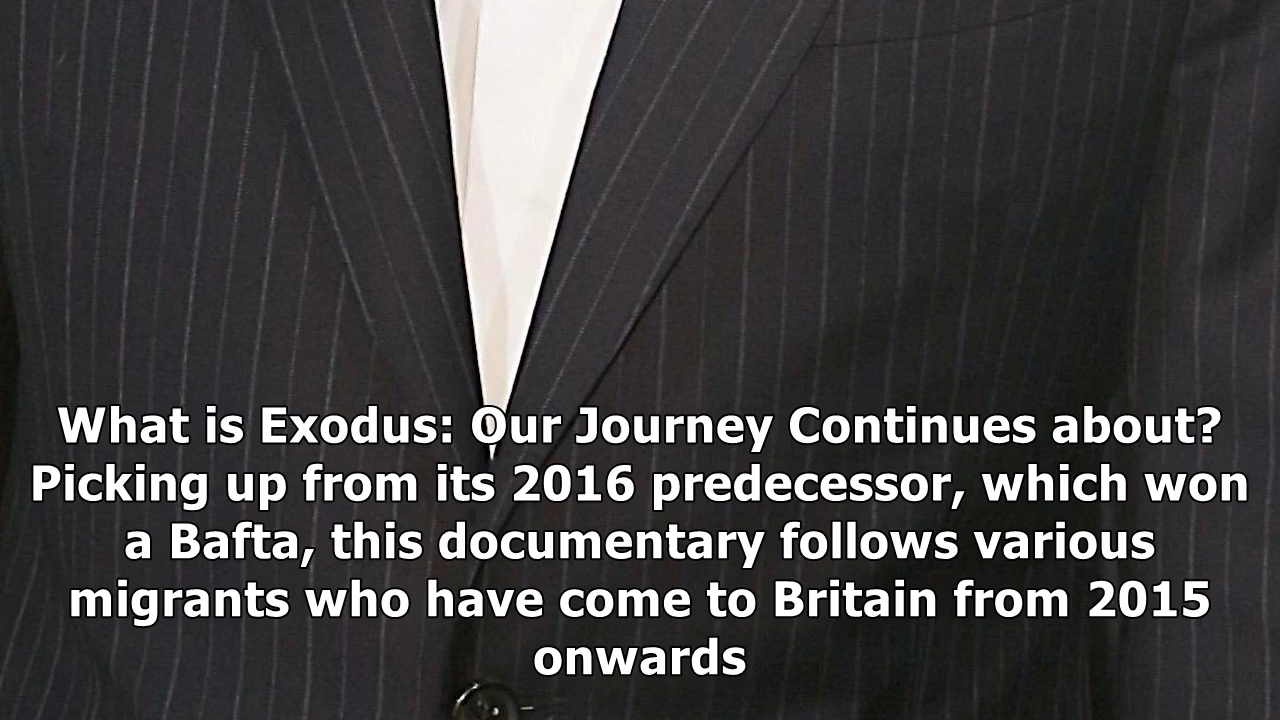 What is Exodus: Our Journey Continues about?
Picking up from its 2016 predecessor, which won
a Bafta, this documentary follows various
migrants who have come to Britain from 2015
onwards